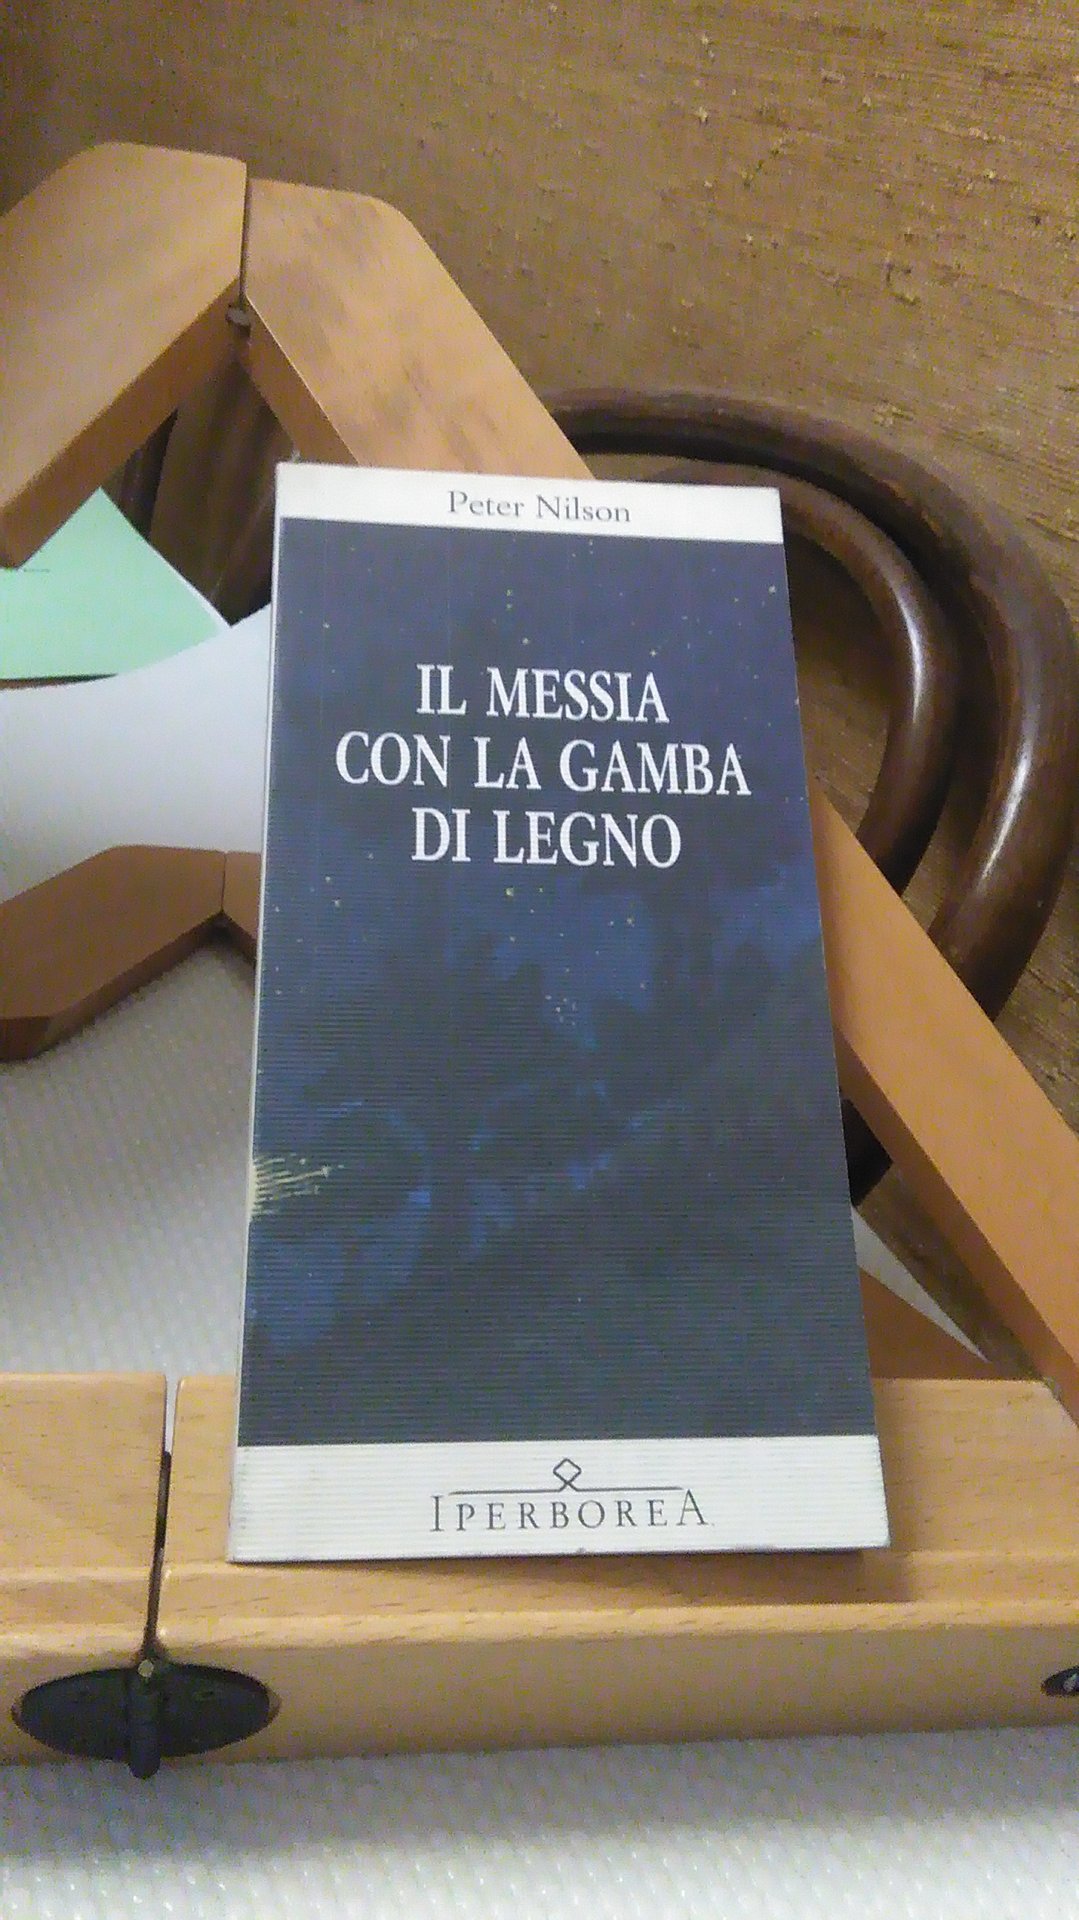 Peter Nilson
IL MESSIA
CON LA GAMBA
DI LEGNO
IPERBOREA